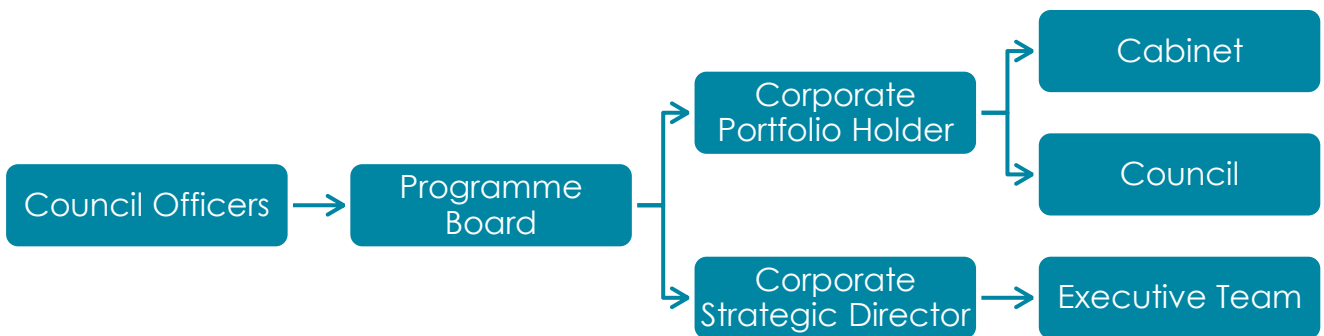 Council Officers
Programme
Board
Corporate
Portfolio Holder
Cabinet
Council
Corporate
Strategic Director
Executive Team